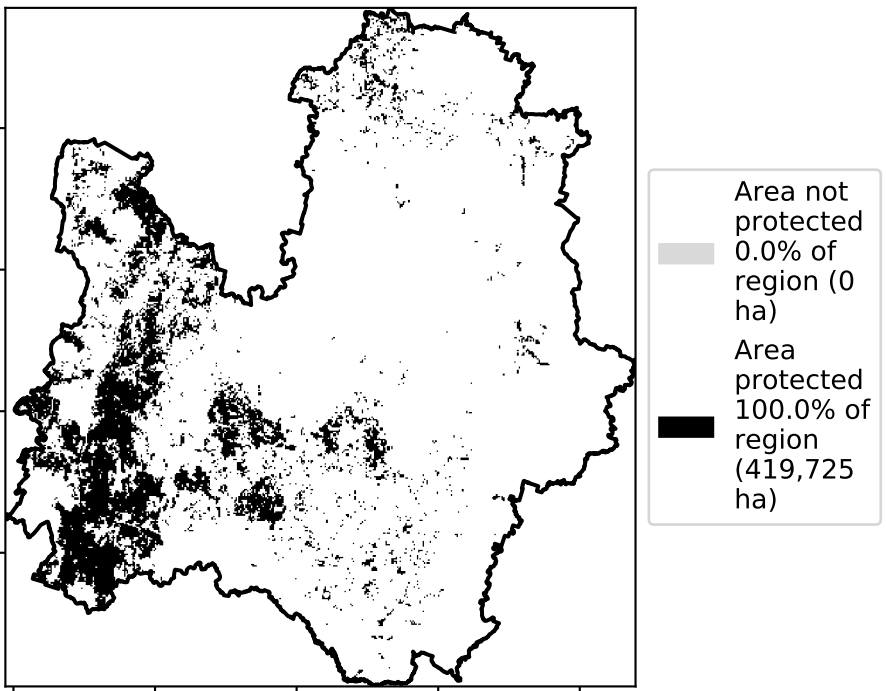 Area not
protected
0.0% of
region (0
ha)
Area
protected
100.0% of
region
(419,725
ha)